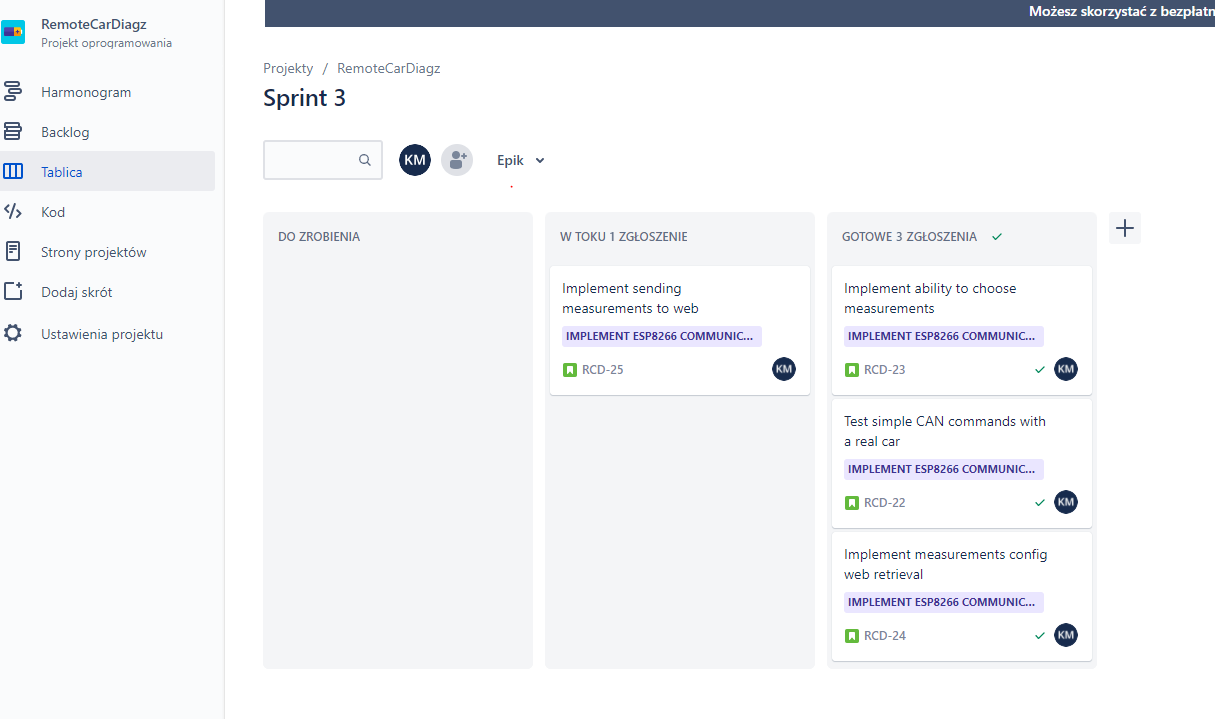 RemoteCarDiagz
Projekt oprogramowania
Harmonogram
Backlog
Tablica
Kod
Strony projektów
Dodaj skrót
Ustawienia projektu
Możesz skorzystać z
Projekty / RemoteCarDiagz
Sprint 3
KM
Epik
DO ZROBIENIA
W TOKU 1 ZGŁOSZENIE
Implement sending
measurements to web
IMPLEMENT ESP8266 COMMUNIC...
RCD-25
KM
GOTOWE 3 ZGŁOSZENIA
Implement ability to choose
measurements
IMPLEMENT ESP8266 COMMUNIC...
RCD-23
KM
Test simple CAN commands with
a real car
IMPLEMENT ESP8266 COMMUNIC...
RCD-22
KM
Implement measurements config
web retrieval
IMPLEMENT ESP8266 COMMUNIC...
RCD-24
KM